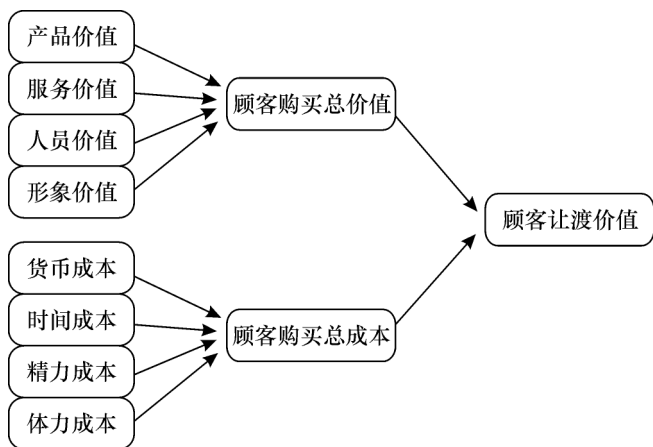 产品价值
服务价值
人员价值
形象价值
顾客购买总价值
顾客让渡价值
货币成本
时间成本
精力成本
体力成本
顾客购买总成本